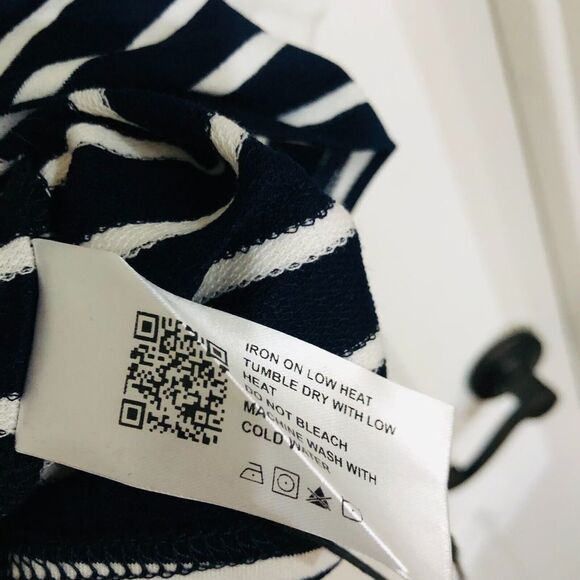 IRON ON LOW HEAT
TUMBLE DRY WITH LOW
HEAT
DO NOT BLEACH
MACHINE WASH WITH
COLD WATER